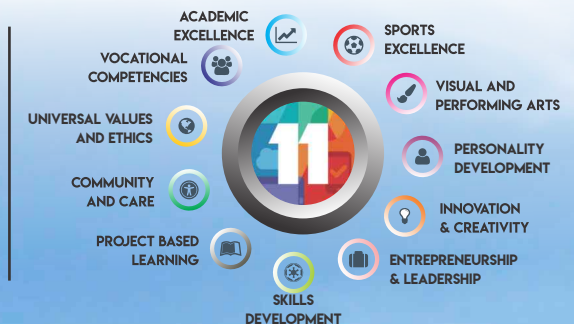 ACADEMIC
EXCELLENCE
SPORTS
EXCELLENCE
VOCATIONAL
COMPETENCIES
VISUAL AND
PERFORMING ARTS
UNIVERSAL VALUES
AND ETHICS
11
PERSONALITY
DEVELOPMENT
COMMUNITY
AND CARE
INNOVATION
& CREATIVITY
PROJECT BASED
LEARNING
ENTREPRENEURSHIP
& LEADERSHIP
SKILLS
DEVELOPMENT